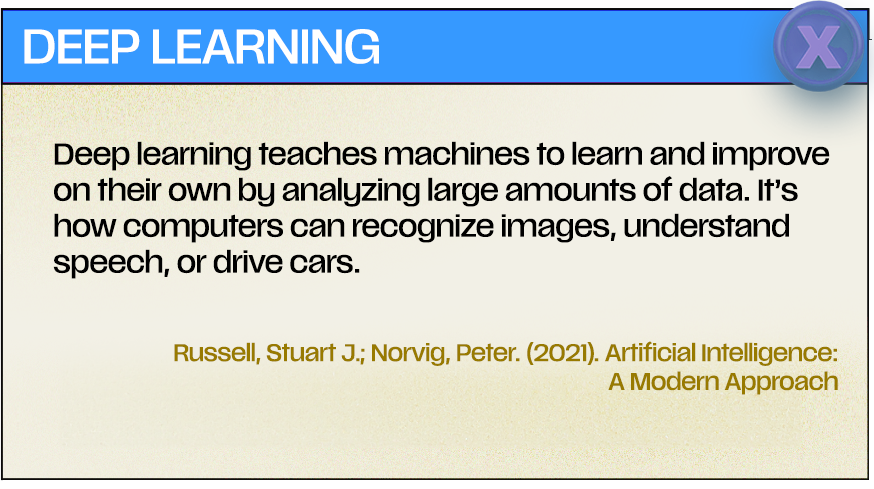 DEEP LEARNING
X
Deep learning teaches machines to learn and improve
on their own by analyzing large amounts of data. It’s
how computers can recognize images, understand
speech, or drive cars.
Russell, Stuart J.; Norvig, Peter. (2021). Artificial Intelligence:
A Modern Approach